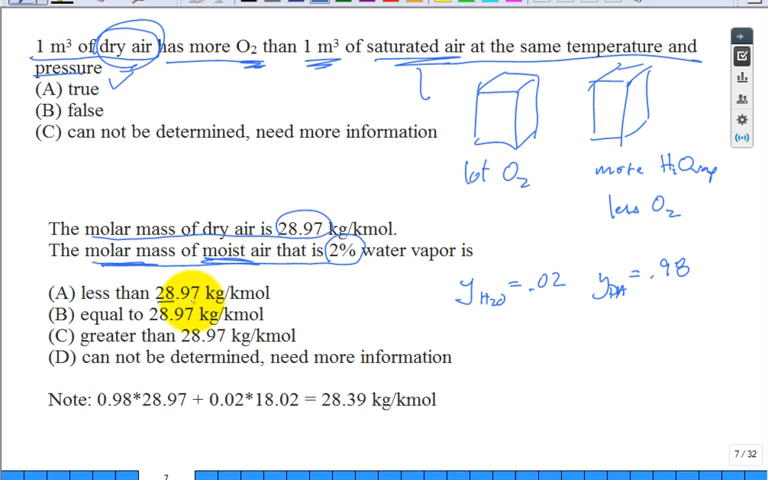 1 m³ of dry air has more O₂ than 1 m³ of saturated air at the same temperature and
pressure
(A) true
(B) false
(C) can not be determined, need more information
lot O₂
more H₂O vap
less O₂
The molar mass of dry air is 28.97 kg/kmol.
The molar mass of moist air that is 2% water vapor is
(A) less than 28.97 kg/kmol
(B) equal to 28.97 kg/kmol
(C) greater than 28.97 kg/kmol
(D) can not be determined, need more information
y H₂O = .02 y DA = .98
Note: 0.98*28.97 + 0.02*18.02 = 28.39 kg/kmol
7 / 32
7